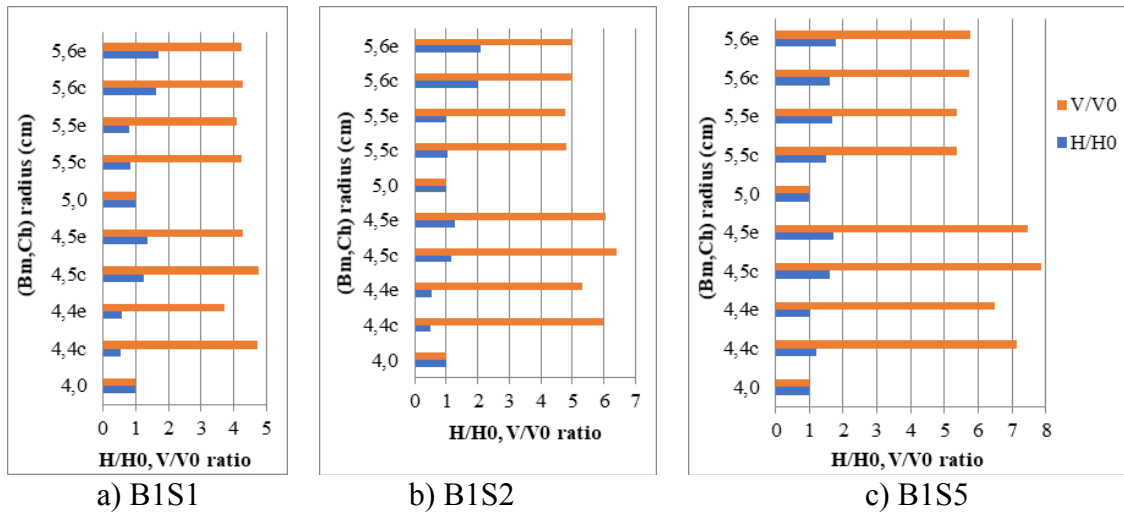 (Bm,Ch) radius (cm)
5,6e
5,6c
5,5e
5,5c
5,0
4,5e
4,5c
4,4e
4,4c
4,0
0 1 2 3 4 5
H/H0, V/V0 ratio
a) B1S1
(Bm,Ch) radius (cm)
5,6e
5,6c
5,5e
5,5c
5,0
4,5e
4,5c
4,4e
4,4c
4,0
0 1 2 3 4 5 6 7
H/H0, V/V0 ratio
b) B1S2
(Bm,Ch) radius (cm)
5,6e
5,6c
5,5e
5,5c
5,0
4,5e
4,5c
4,4e
4,4c
4,0
0 1 2 3 4 5 6 7 8
H/H0, V/V0 ratio
V/V0
H/H0
c) B1S5